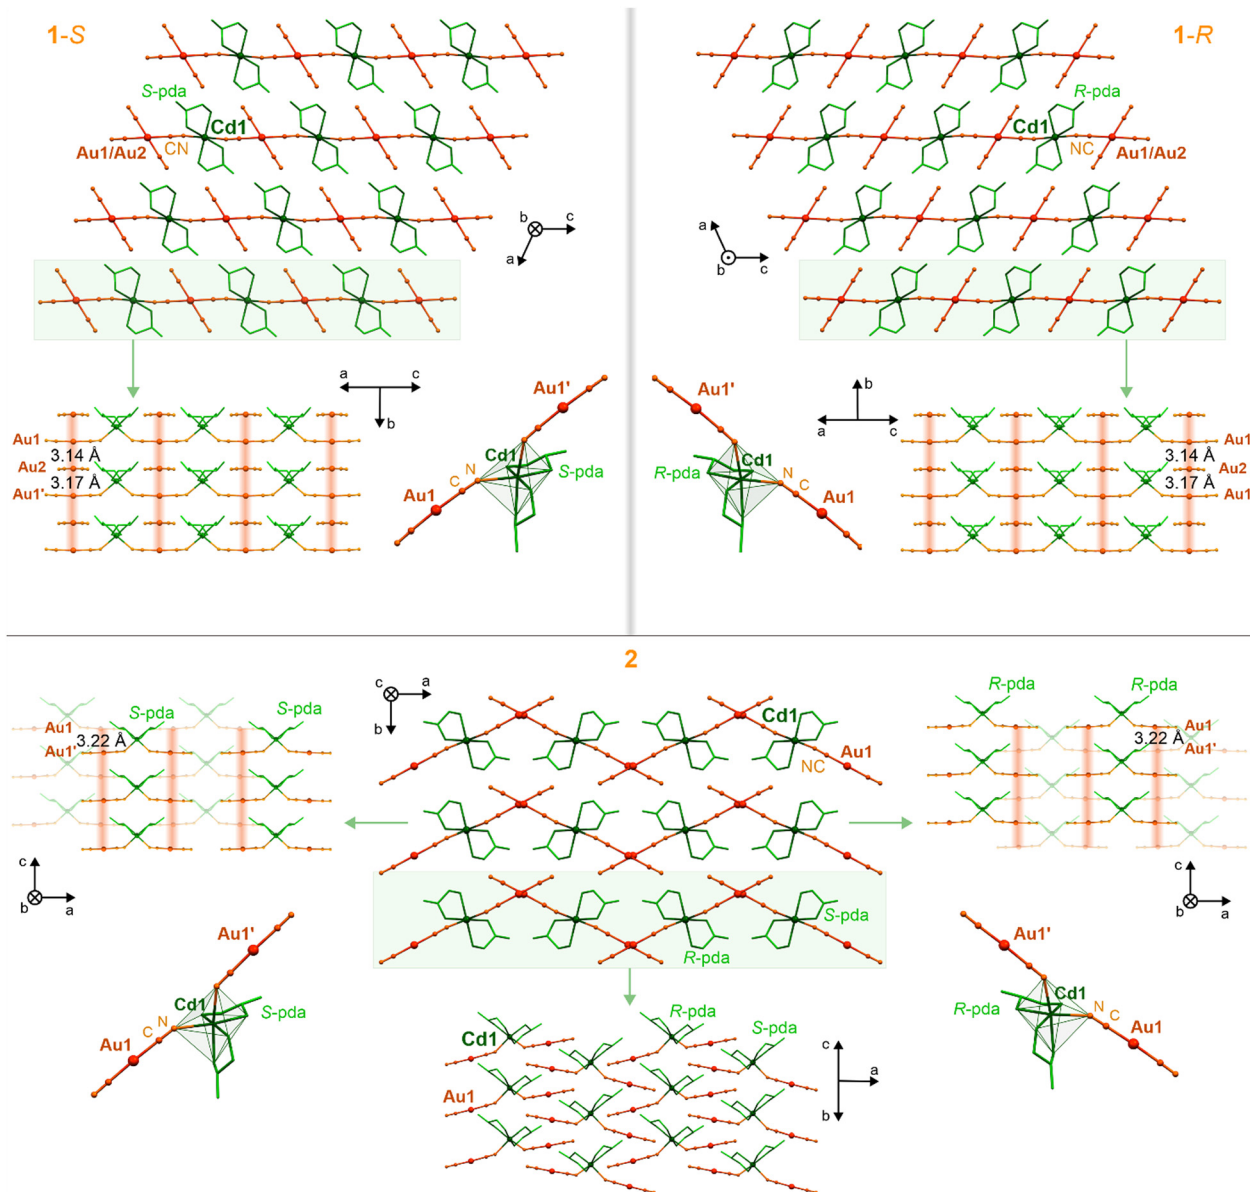 1-S
1-R
S-pda
R-pda
Cd1
Cd1
CN
NC
Au1/Au2
Au1/Au2
b
c
a
a
b
c
a
c
b
Au1'
Au1'
b
a
c
Au1
3.14 Å
Au2
3.17 Å
Au1'
Cd1
N
C
S-pda
Au1
R-pda
Cd1
N
C
Au1
Au1
3.14 Å
Au2
3.17 Å
Au1
2
c
a
b
S-pda
S-pda
Au1
Au1'
3.22 Å
Cd1
Au1
NC
R-pda
R-pda
Au1
3.22 Å
Au1'
c
b
a
c
b
a
S-pda
R-pda
Au1'
Cd1
N
C
S-pda
Au1
Au1'
Cd1
R-pda
N
C
Au1
R-pda
S-pda
Cd1
Au1
c
a
b